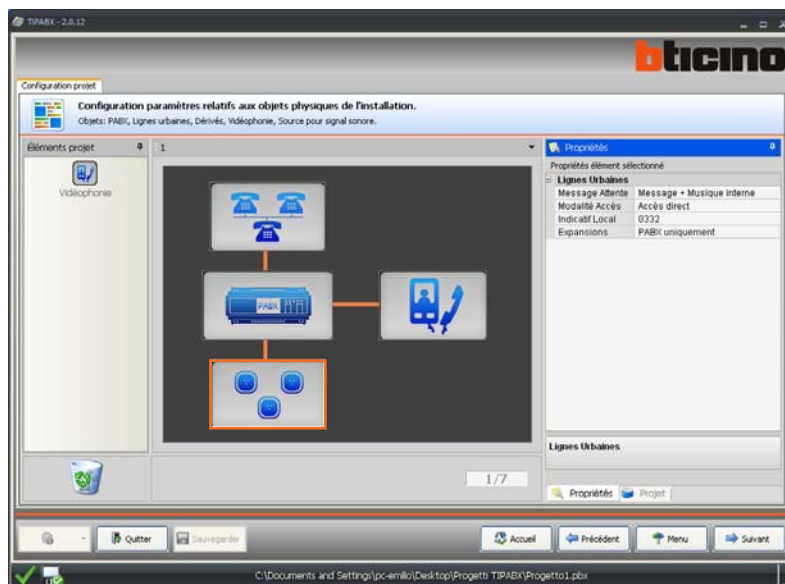 TiPABX - 2.0.12
bticino
Configuration projet
Configuration paramètres relatifs aux objets physiques de l'installation.
Objets: PABX, Lignes urbaines, Dérivés, Vidéophonie, Source pour signal sonore.
Éléments projet
1
Propriétés
Vidéophonie
Propriétés élément sélectionné
Lignes Urbaines
Message Attente Message + Musique interne
Modalité Accès Accès direct
Indicatif Local 0332
Expansions PABX uniquement
PABX
Lignes Urbaines
1/7
Propriétés Projet
Quitter Sauvegarder Accueil Précédent Menu Suivant
C:\Documents and Settings\pc-emilio\Desktop\Progetti TIPABX\Progetto1.pbx